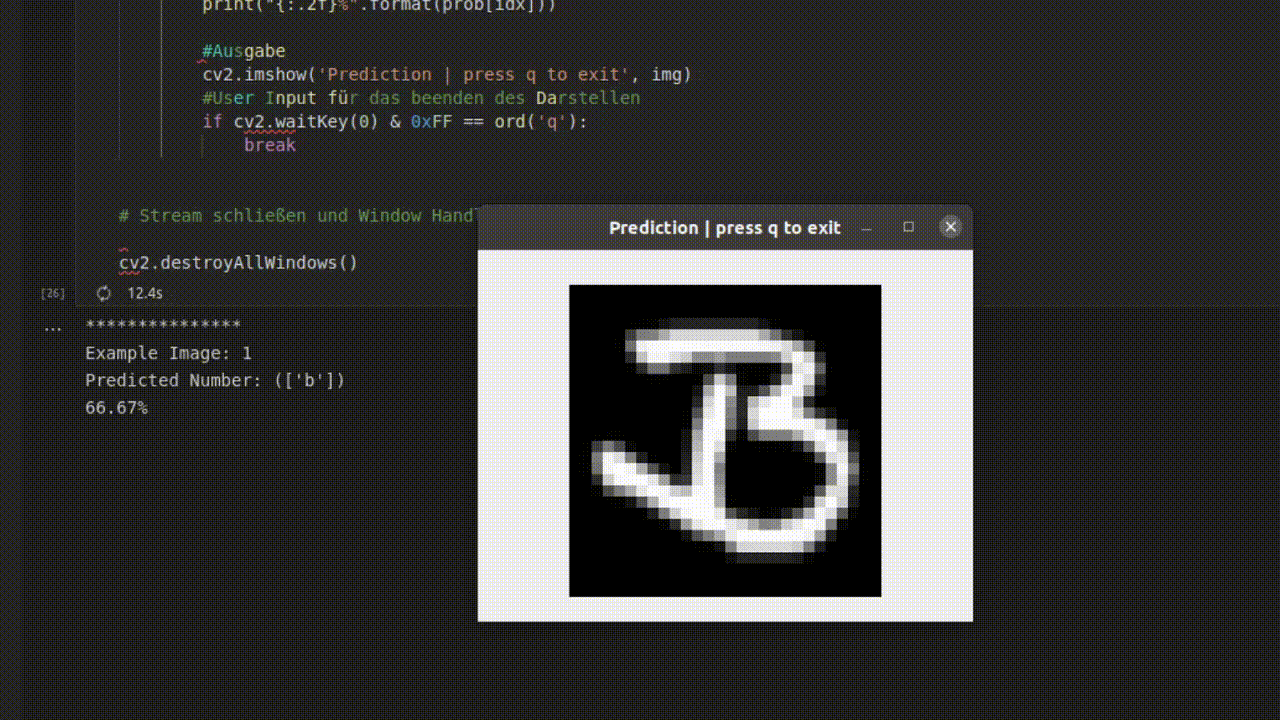 print("{:.2f}%".format(prob[idx]))
#Ausgabe
cv2.imshow('Prediction | press q to exit', img)
#User Input für das beenden des Darstellen
if cv2.waitKey(0) & 0xFF == ord('q'):
break
# Stream schließen und Window Hand
cv2.destroyAllWindows()
[26] 12.4s
... ***************
Example Image: 1
Predicted Number: (['b'])
66.67%
Prediction | press q to exit
B